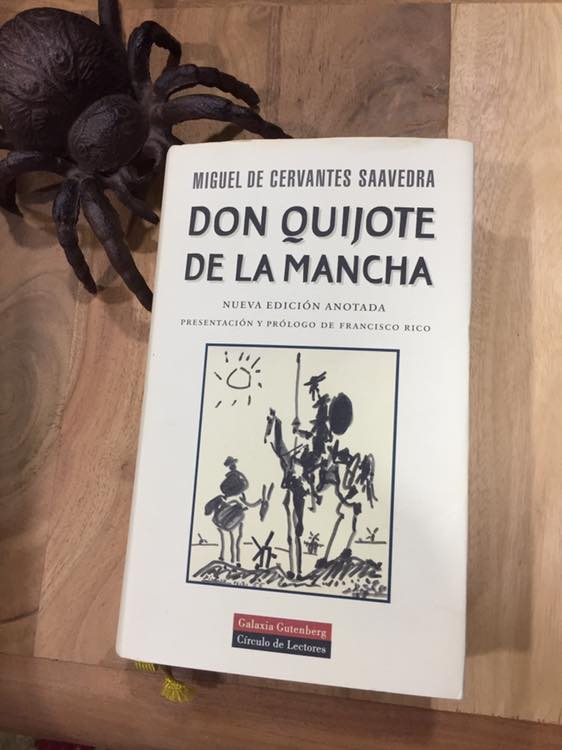 MIGUEL DE CERVANTES SAAVEDRA
DON QUIJOTE
DE LA MANCHA
NUEVA EDICIÓN ANOTADA
PRESENTACIÓN Y PRÓLOGO DE FRANCISCO RICO
Galaxia Gutenberg
Círculo de Lectores